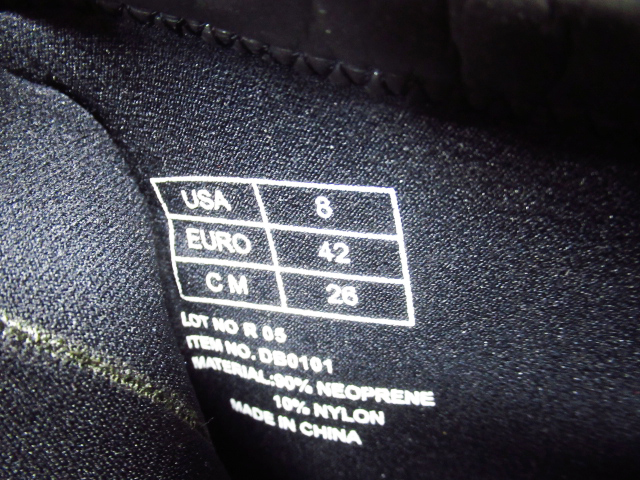 USA 8
EURO 42
CM 26
LOT NO R 05
ITEM NO. DB0101
MATERIAL:90% NEOPRENE
10% NYLON
MADE IN CHINA